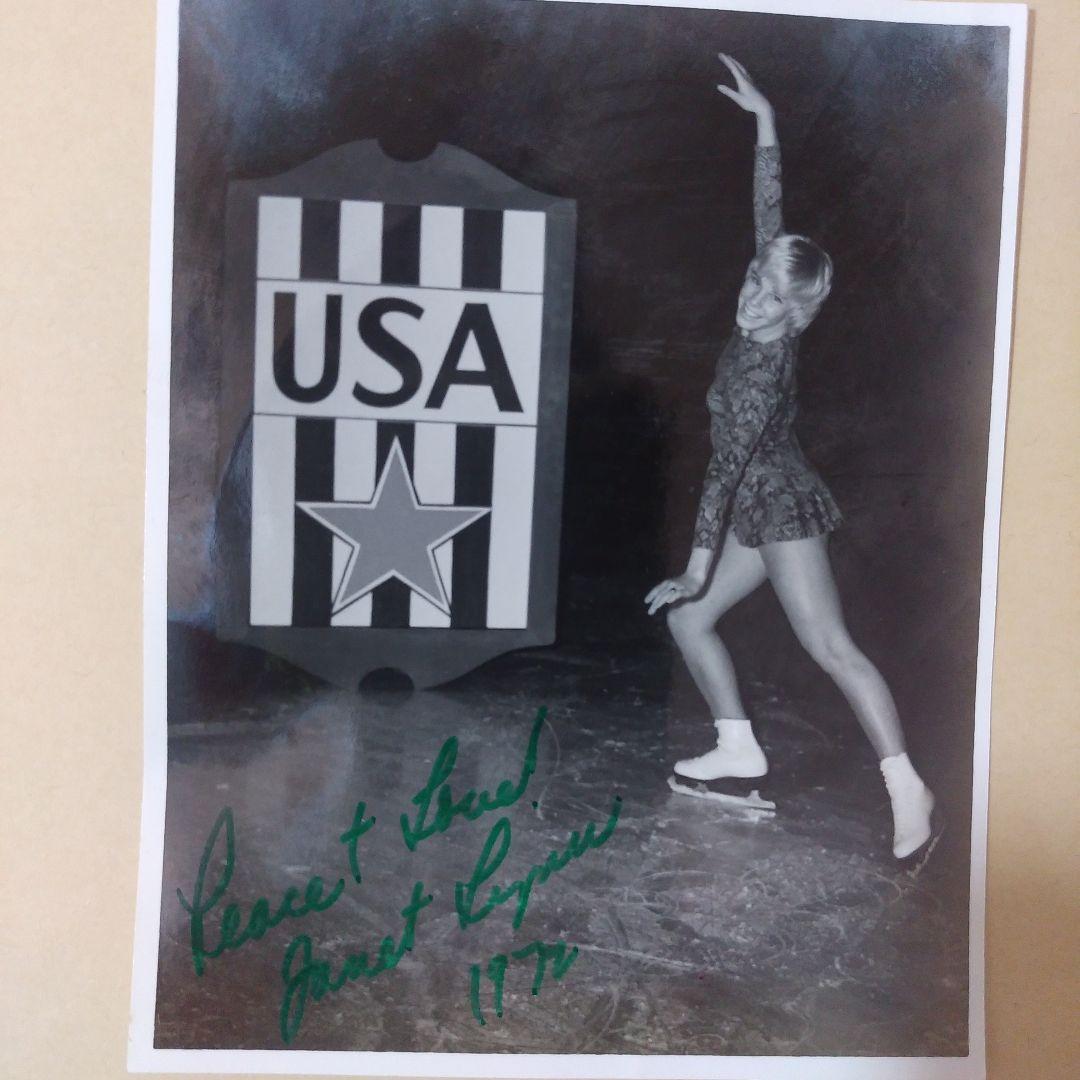 USA
Peace + Love!
Janet Lynn
1972